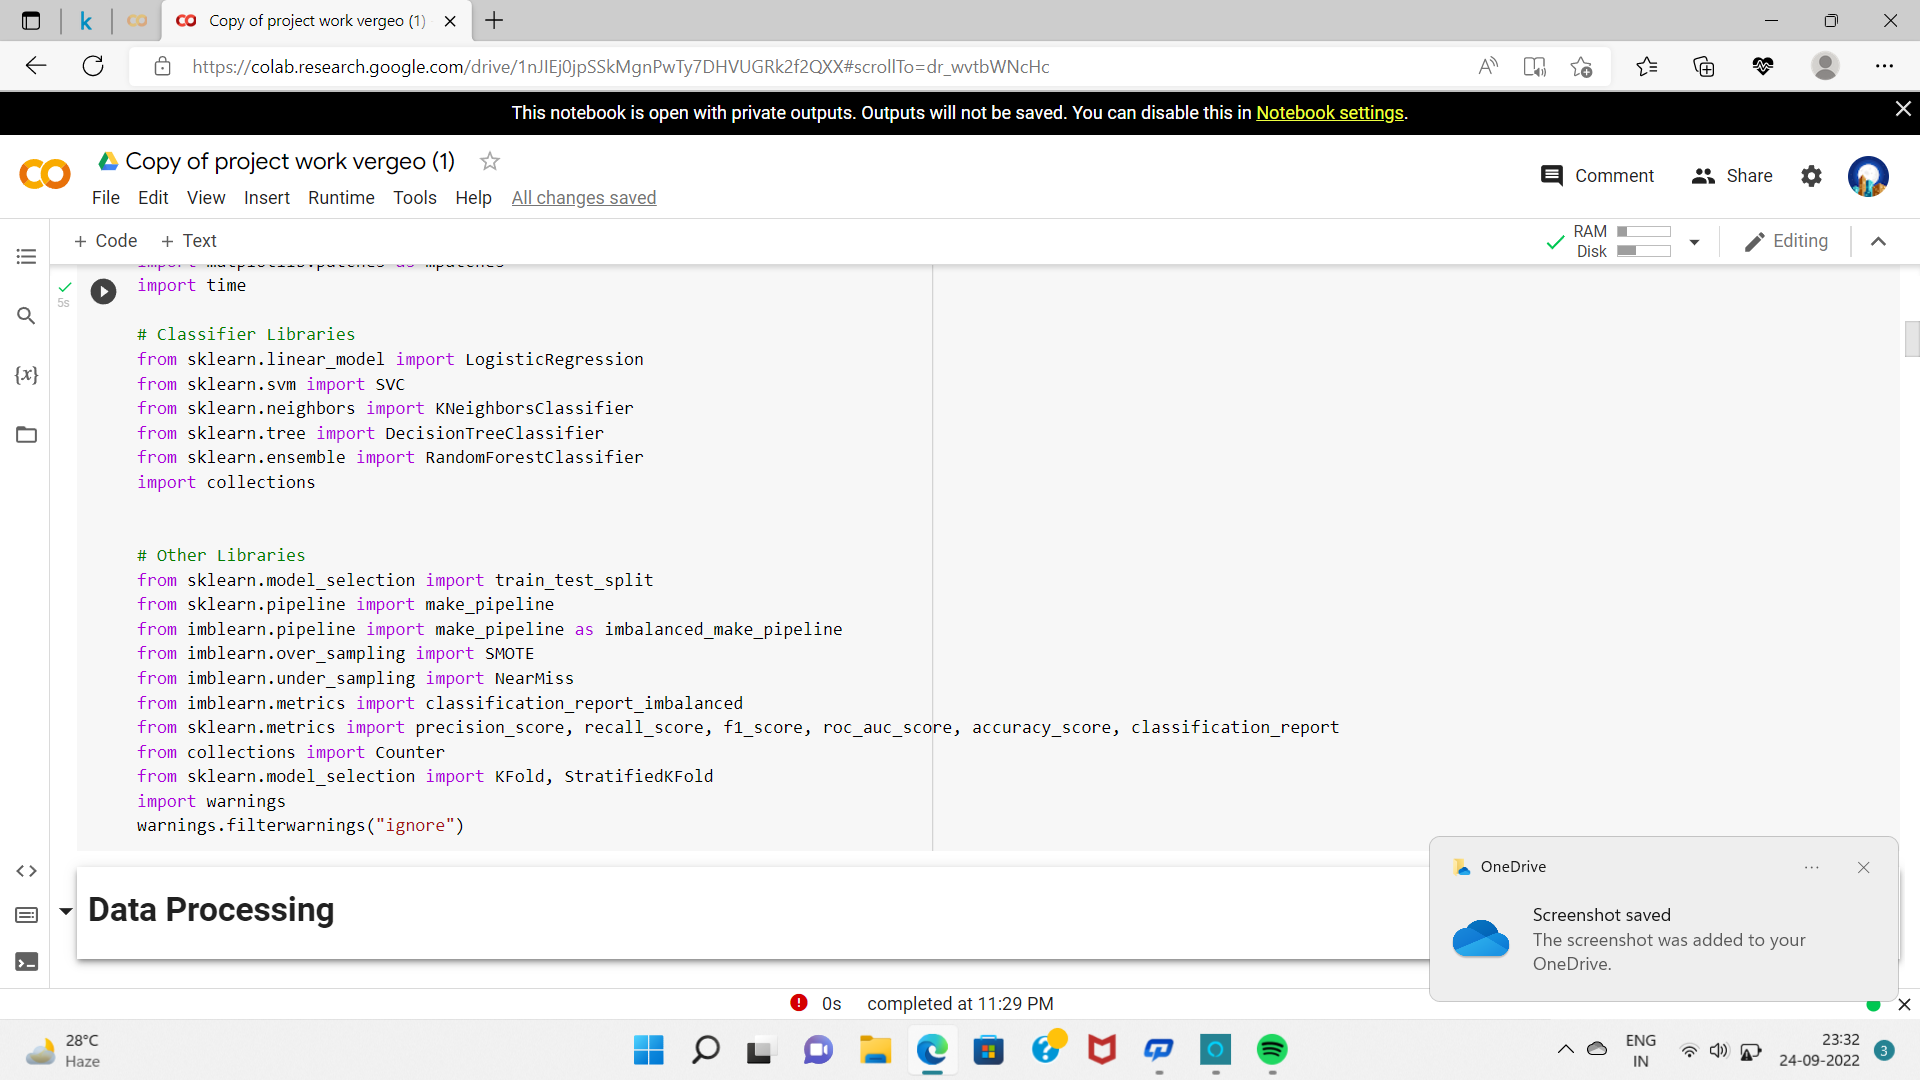 Copy of project work vergeo (1)
https://colab.research.google.com/drive/1nJIEj0jpSSkMgnPwTy7DHVUGRk2f2QXX#scrollTo=dr_wvtbWNcHc
This notebook is open with private outputs. Outputs will not be saved. You can disable this in Notebook settings.
Copy of project work vergeo (1)
File Edit View Insert Runtime Tools Help All changes saved
Comment Share
+ Code + Text
RAM
Disk
Editing
import matplotlib.patches as mpatches
5s
import time
# Classifier Libraries
from sklearn.linear_model import LogisticRegression
from sklearn.svm import SVC
from sklearn.neighbors import KNeighborsClassifier
from sklearn.tree import DecisionTreeClassifier
from sklearn.ensemble import RandomForestClassifier
import collections
# Other Libraries
from sklearn.model_selection import train_test_split
from sklearn.pipeline import make_pipeline
from imblearn.pipeline import make_pipeline as imbalanced_make_pipeline
from imblearn.over_sampling import SMOTE
from imblearn.under_sampling import NearMiss
from imblearn.metrics import classification_report_imbalanced
from sklearn.metrics import precision_score, recall_score, f1_score, roc_auc_score, accuracy_score, classification_report
from collections import Counter
from sklearn.model_selection import KFold, StratifiedKFold
import warnings
warnings.filterwarnings("ignore")
Data Processing
OneDrive
Screenshot saved
The screenshot was added to your
OneDrive.
0s completed at 11:29 PM
28°C
Haze
ENG
IN
23:32
24-09-2022
3